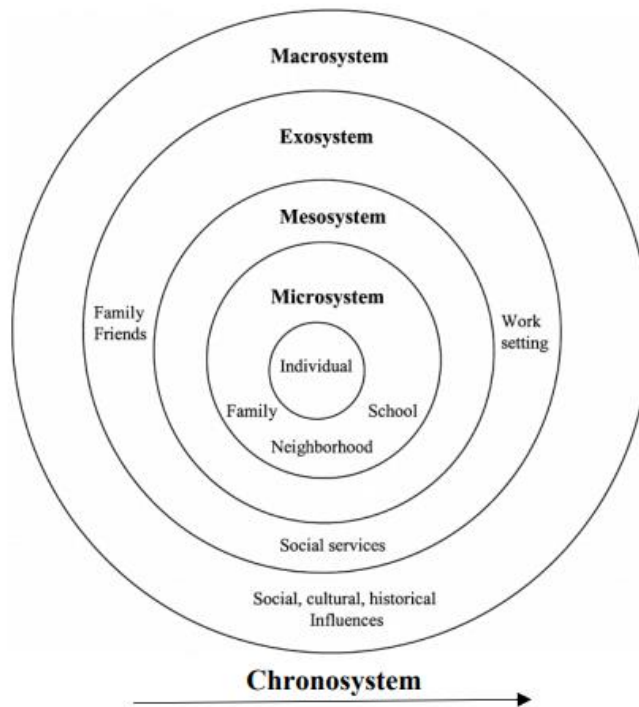 Macrosystem
Exosystem
Mesosystem
Microsystem
Family
Friends
Work
setting
Individual
Family
School
Neighborhood
Social services
Social, cultural, historical
Influences
Chronosystem